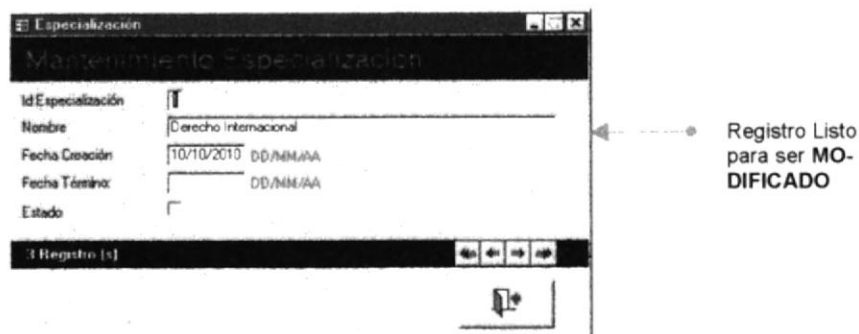 Especialización
Mantenimiento Especialización
Id.Especialización
Nombre Derecho Internacional
Fecha Creación 10/10/2010 DD/MM/AA
Fecha Término: DD/MM/AA
Estado
3 Registro (s)
Registro Listo
para ser MO-
DIFICADO